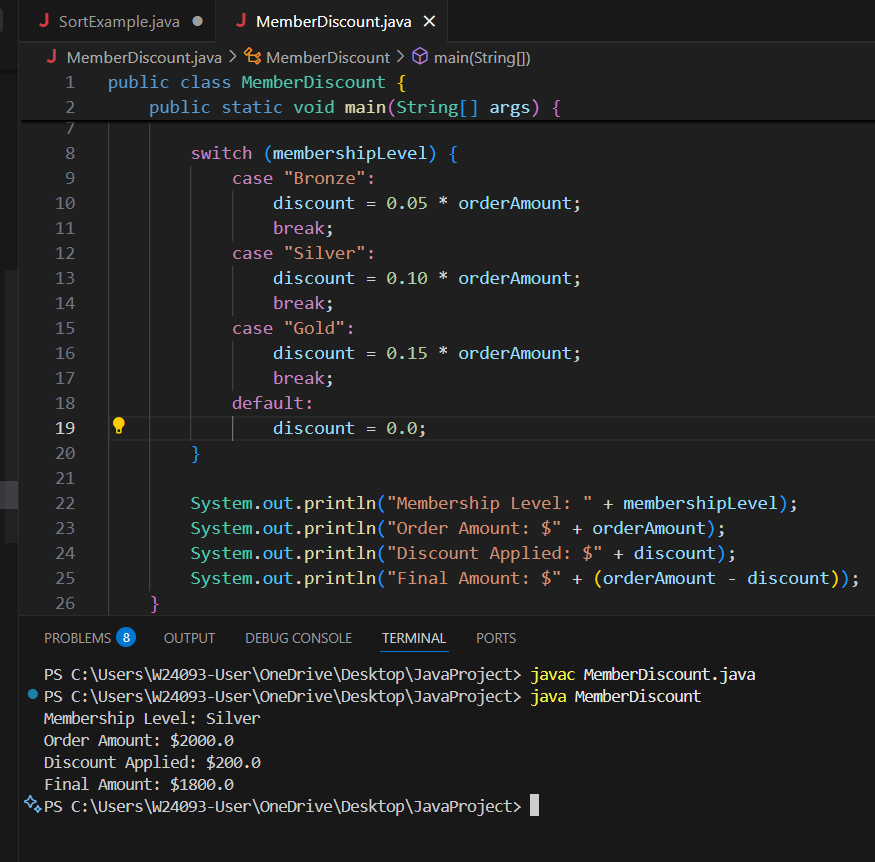 SortExample.java
MemberDiscount.java
MemberDiscount.java > MemberDiscount > main(String[])
1 public class MemberDiscount {
2 public static void main(String[] args) {
7
8 switch (membershipLevel) {
9 case "Bronze":
10 discount = 0.05 * orderAmount;
11 break;
12 case "Silver":
13 discount = 0.10 * orderAmount;
14 break;
15 case "Gold":
16 discount = 0.15 * orderAmount;
17 break;
18 default:
19 discount = 0.0;
20 }
21
22 System.out.println("Membership Level: " + membershipLevel);
23 System.out.println("Order Amount: $" + orderAmount);
24 System.out.println("Discount Applied: $" + discount);
25 System.out.println("Final Amount: $" + (orderAmount - discount));
26 }
PROBLEMS 8 OUTPUT DEBUG CONSOLE TERMINAL PORTS
PS C:\Users\W24093-User\OneDrive\Desktop\JavaProject> javac MemberDiscount.java
PS C:\Users\W24093-User\OneDrive\Desktop\JavaProject> java MemberDiscount
Membership Level: Silver
Order Amount: $2000.0
Discount Applied: $200.0
Final Amount: $1800.0
PS C:\Users\W24093-User\OneDrive\Desktop\JavaProject>